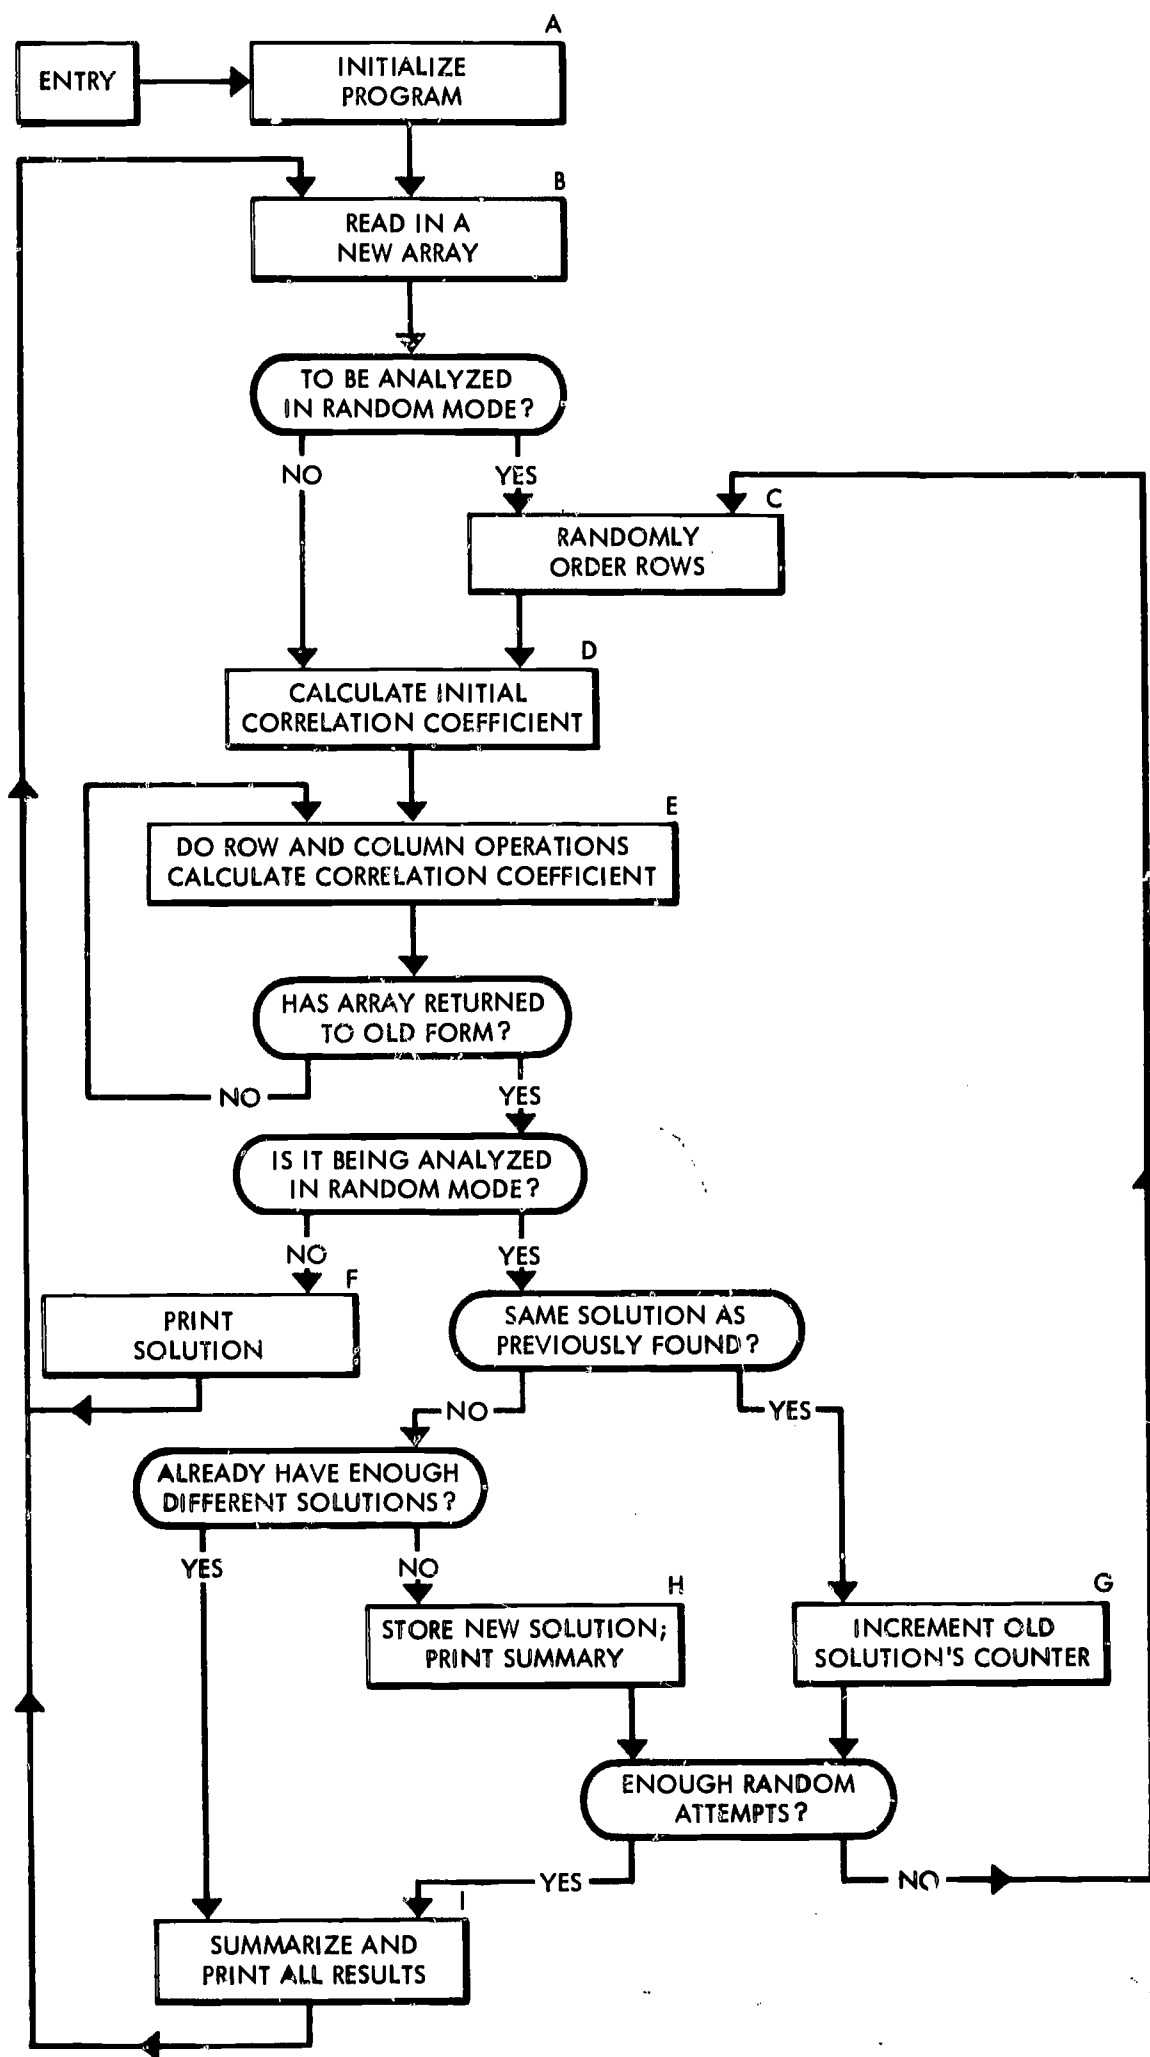 A
ENTRY
INITIALIZE
PROGRAM
B
READ IN A
NEW ARRAY
TO BE ANALYZED
IN RANDOM MODE?
NO
YES
C
RANDOMLY
ORDER ROWS
D
CALCULATE INITIAL
CORRELATION COEFFICIENT
E
DO ROW AND COLUMN OPERATIONS
CALCULATE CORRELATION COEFFICIENT
HAS ARRAY RETURNED
TO OLD FORM?
NO
YES
IS IT BEING ANALYZED
IN RANDOM MODE?
NO
YES
F
PRINT
SOLUTION
SAME SOLUTION AS
PREVIOUSLY FOUND?
NO
YES
ALREADY HAVE ENOUGH
DIFFERENT SOLUTIONS?
YES
NO
H
STORE NEW SOLUTION;
PRINT SUMMARY
G
INCREMENT OLD
SOLUTION'S COUNTER
ENOUGH RANDOM
ATTEMPTS?
YES
NO
I
SUMMARIZE AND
PRINT ALL RESULTS